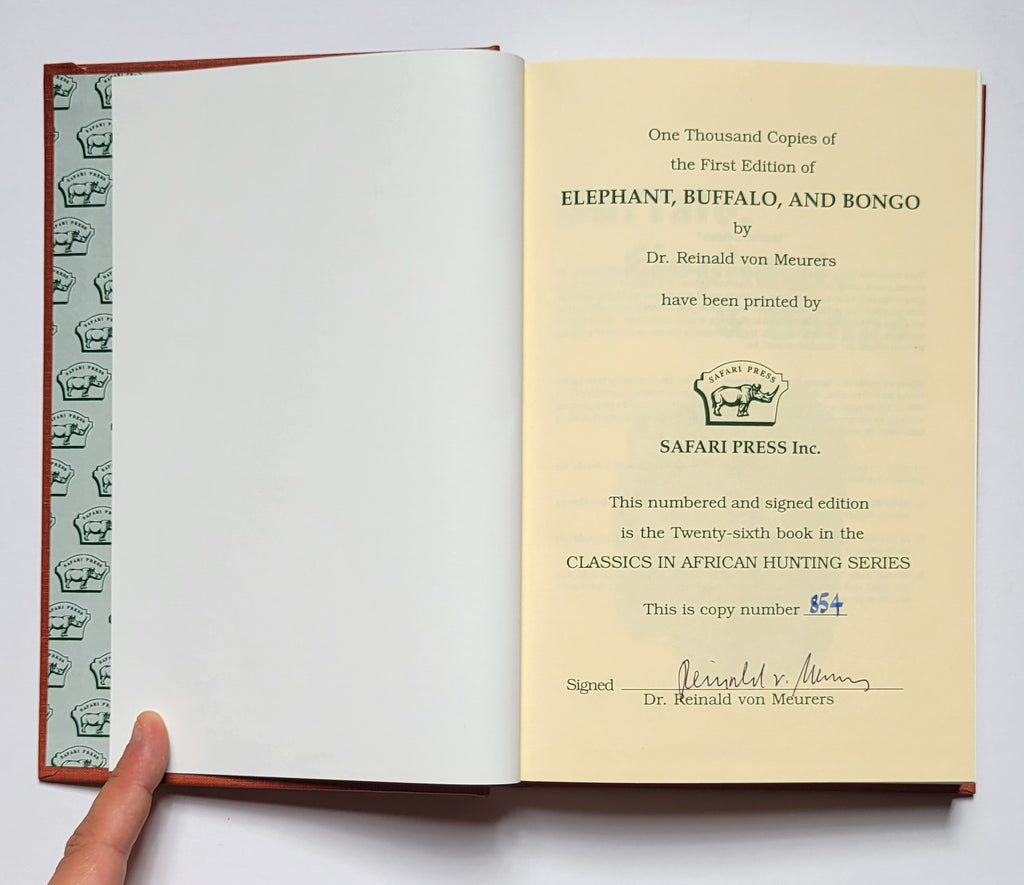 One Thousand Copies of
the First Edition of
ELEPHANT, BUFFALO, AND BONGO
by
Dr. Reinald von Meurers
have been printed by
SAFARI PRESS
SAFARI PRESS Inc.
This numbered and signed edition
is the Twenty-sixth book in the
CLASSICS IN AFRICAN HUNTING SERIES
This is copy number 854
Signed Reinald v. Meurers
Dr. Reinald von Meurers